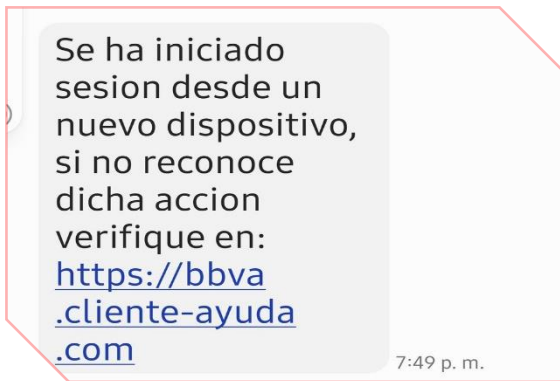 Se ha iniciado
sesion desde un
nuevo dispositivo,
si no reconoce
dicha accion
verifique en:
https://bbva
.cliente-ayuda
.com
7:49 p. m.